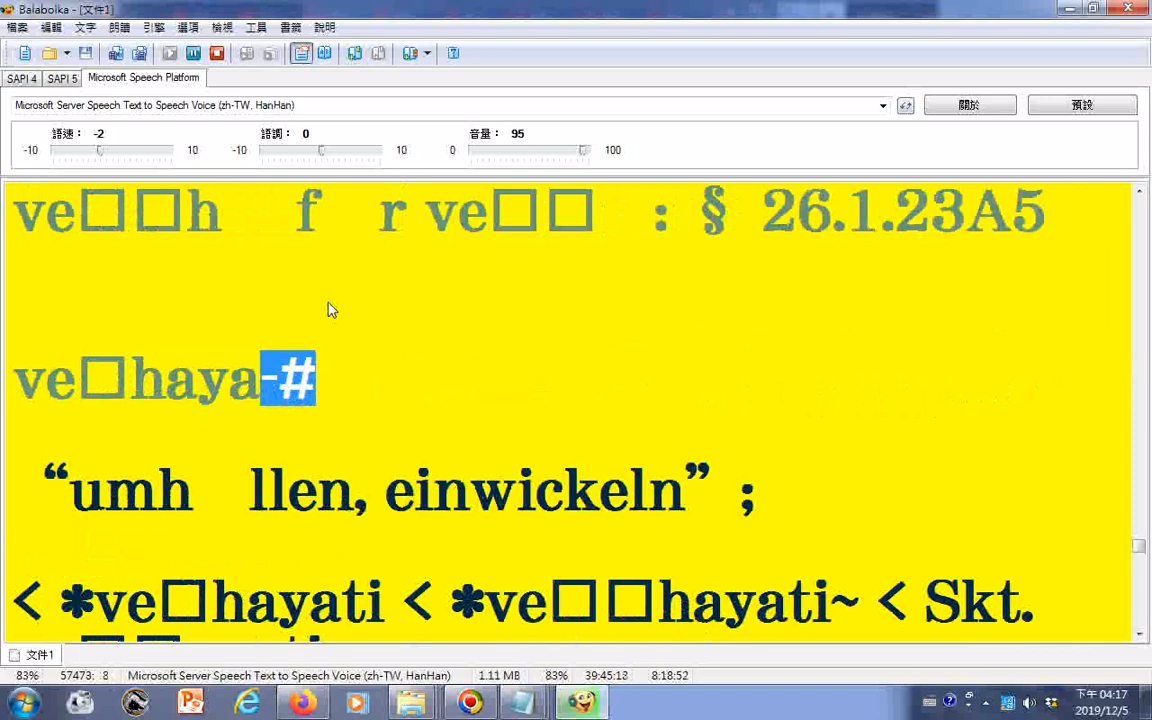 Balabolka - [文件1]
檔案 編輯 文字 朗讀 引擎 選項 檢視 工具 書籤 說明
SAPI 4 SAPI 5 Microsoft Speech Platform
Microsoft Server Speech Text to Speech Voice (zh-TW, HanHan) 關於 預設
語速： -2 語調： 0 音量： 95
-10 10 -10 10 0 100
ve□□h f r ve□□ : § 26.1.23A5
ve□haya-#
“umh llen, einwickeln” ;
< *ve□hayati < *ve□□hayati~ < Skt.
文件1
83% 57473: 8 Microsoft Server Speech Text to Speech Voice (zh-TW, HanHan) 1.11 MB 83% 39:45:13 8:18:52
下午 04:17
2019/12/5